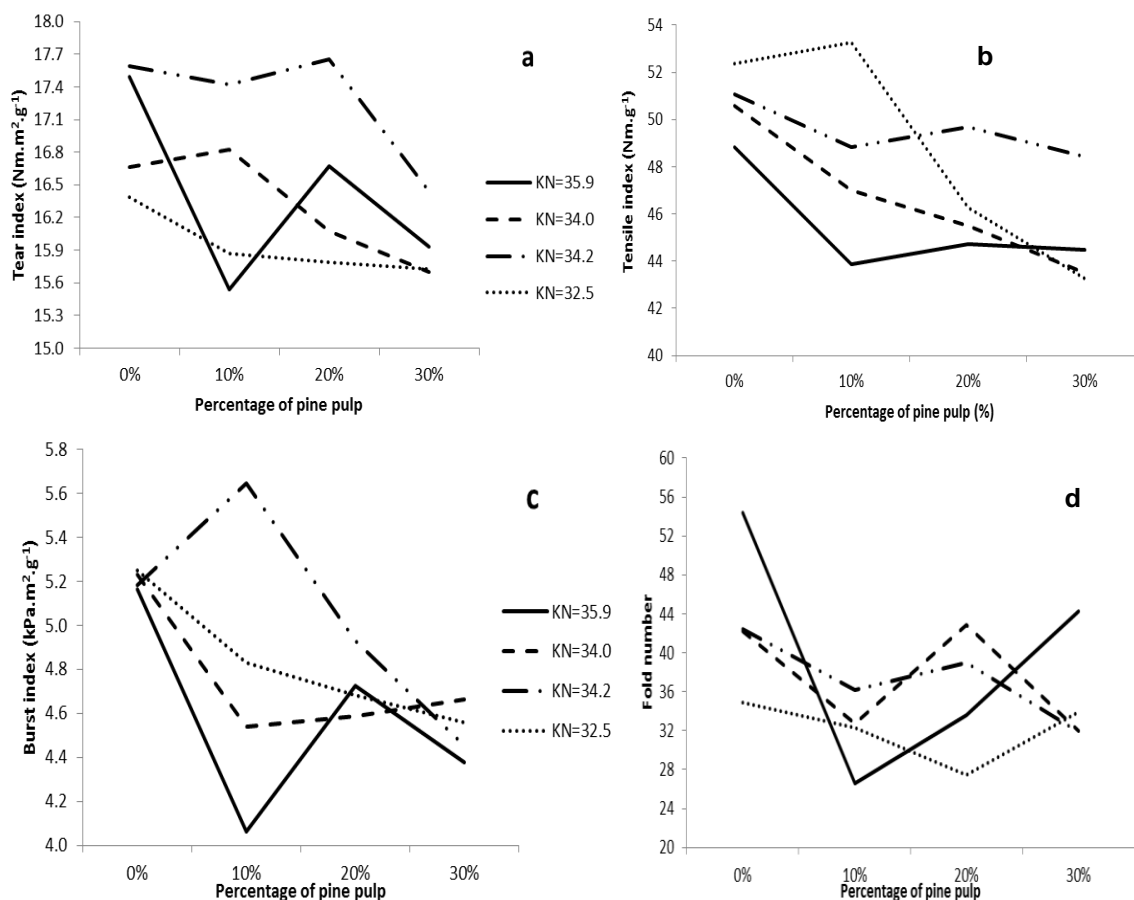 18.0
17.7
17.4
17.1
16.8
16.5
16.2
15.9
15.6
15.3
15.0
Tear index (Nm.m².g⁻¹)
a
0% 10% 20% 30%
Percentage of pine pulp
KN=35.9
KN=34.0
KN=34.2
KN=32.5
54
52
50
48
46
44
42
40
Tensile index (Nm.g⁻¹)
b
0% 10% 20% 30%
Percentage of pine pulp (%)
5.8
5.6
5.4
5.2
5.0
4.8
4.6
4.4
4.2
4.0
Burst index (kPa.m².g⁻¹)
c
0% 10% 20% 30%
Percentage of pine pulp
KN=35.9
KN=34.0
KN=34.2
KN=32.5
60
56
52
48
44
40
36
32
28
24
20
Fold number
d
0% 10% 20% 30%
Percentage of pine pulp